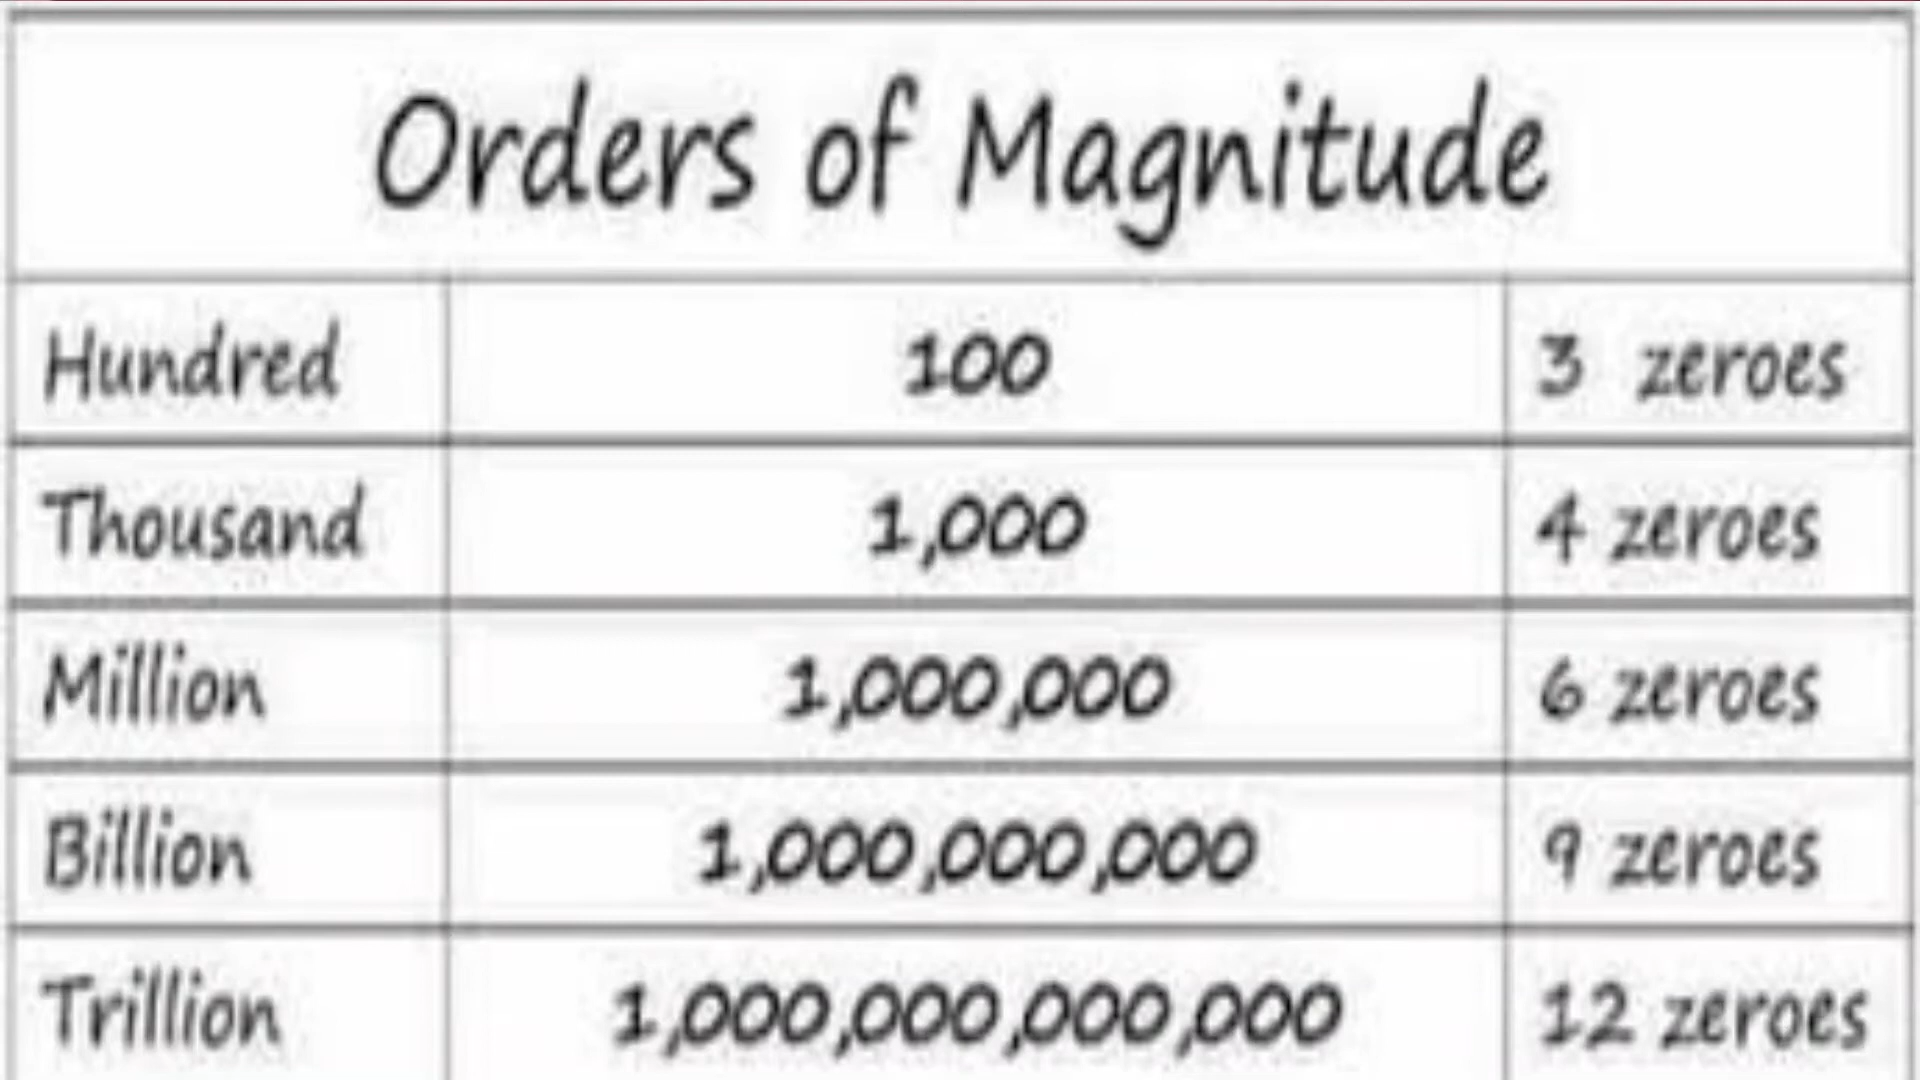 Orders of Magnitude
Hundred 100 3 zeroes
Thousand 1,000 4 zeroes
Million 1,000,000 6 zeroes
Billion 1,000,000,000 9 zeroes
Trillion 1,000,000,000,000 12 zeroes